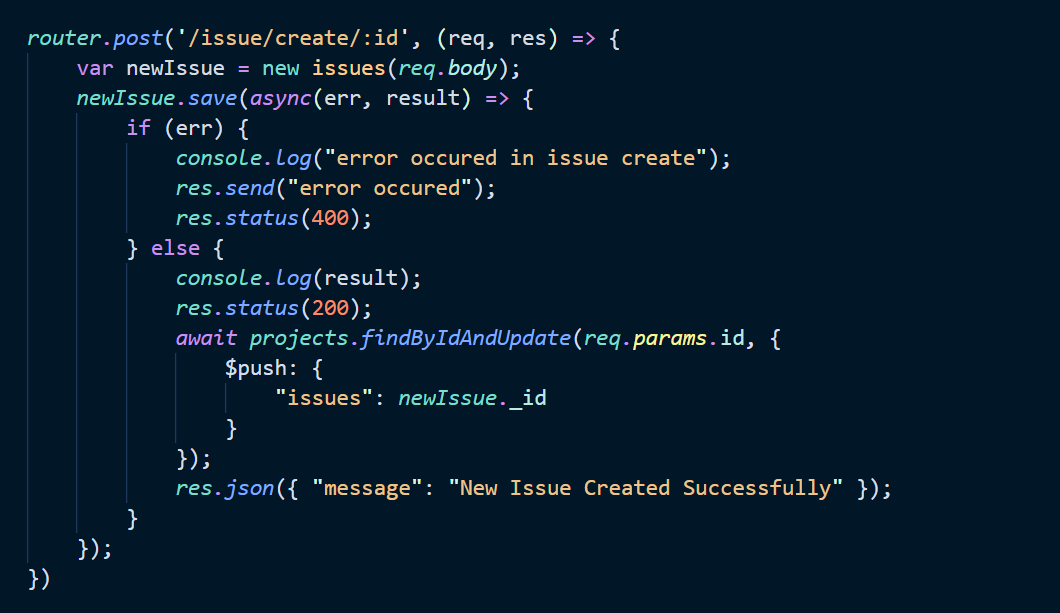 router.post('/issue/create/:id', (req, res) => {
    var newIssue = new issues(req.body);
    newIssue.save(async(err, result) => {
        if (err) {
            console.log("error occured in issue create");
            res.send("error occured");
            res.status(400);
        } else {
            console.log(result);
            res.status(200);
            await projects.findByIdAndUpdate(req.params.id, {
                $push: {
                    "issues": newIssue._id
                }
            });
            res.json({ "message": "New Issue Created Successfully" });
        }
    });
})